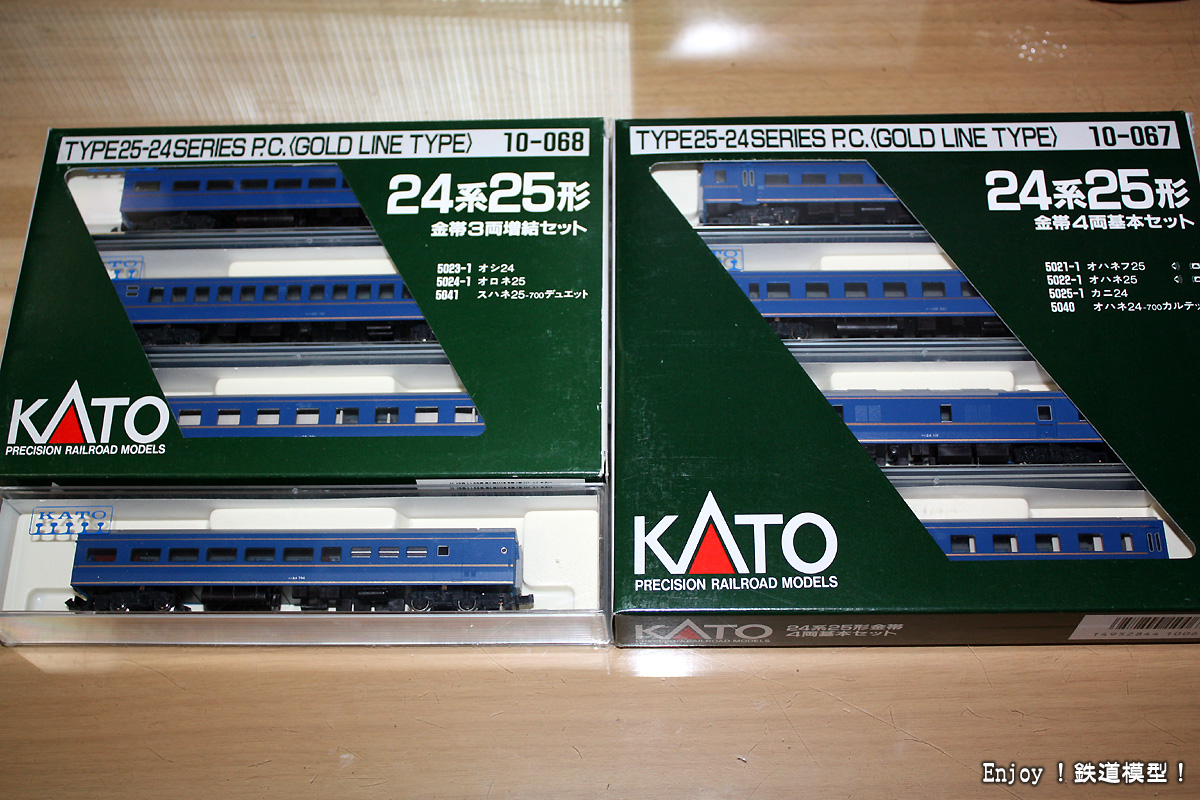 TYPE25-24SERIES P.C.〈GOLD LINE TYPE〉 10-068
24系25形
金帯3両増結セット
5023-1 オシ24
5024-1 オロネ25
5041 スハネ25-700デュエット
KATO
PRECISION RAILROAD MODELS
KATO
TYPE25-24SERIES P.C.〈GOLD LINE TYPE〉 10-067
24系25形
金帯4両基本セット
5021-1 オハネフ25
5022-1 オハネ25
5025-1 カニ24
5040 オハネ24-700カルテッ
KATO
PRECISION RAILROAD MODELS
KATO
PRECISION RAILROAD MODELS
24系25形金帯
4両基本セット
Enjoy！鉄道模型！